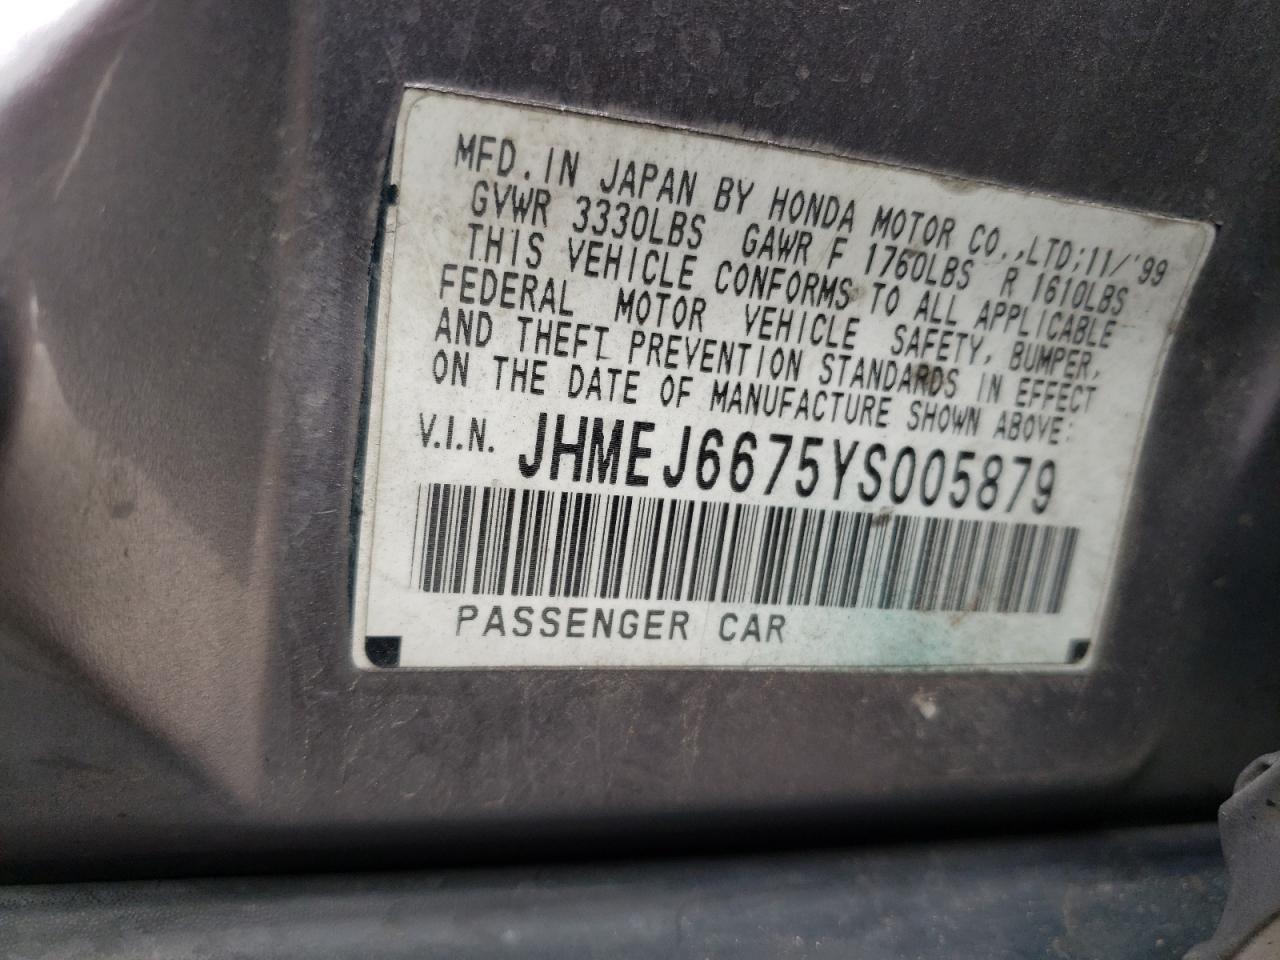 MFD. IN JAPAN BY HONDA MOTOR CO.,LTD;11/'99
GVWR 3330LBS GAWR F 1760LBS R 1610LBS
THIS VEHICLE CONFORMS TO ALL APPLICABLE
FEDERAL MOTOR VEHICLE SAFETY, BUMPER,
AND THEFT PREVENTION STANDARDS IN EFFECT
ON THE DATE OF MANUFACTURE SHOWN ABOVE:
V.I.N. JHMEJ6675YS005879
PASSENGER CAR